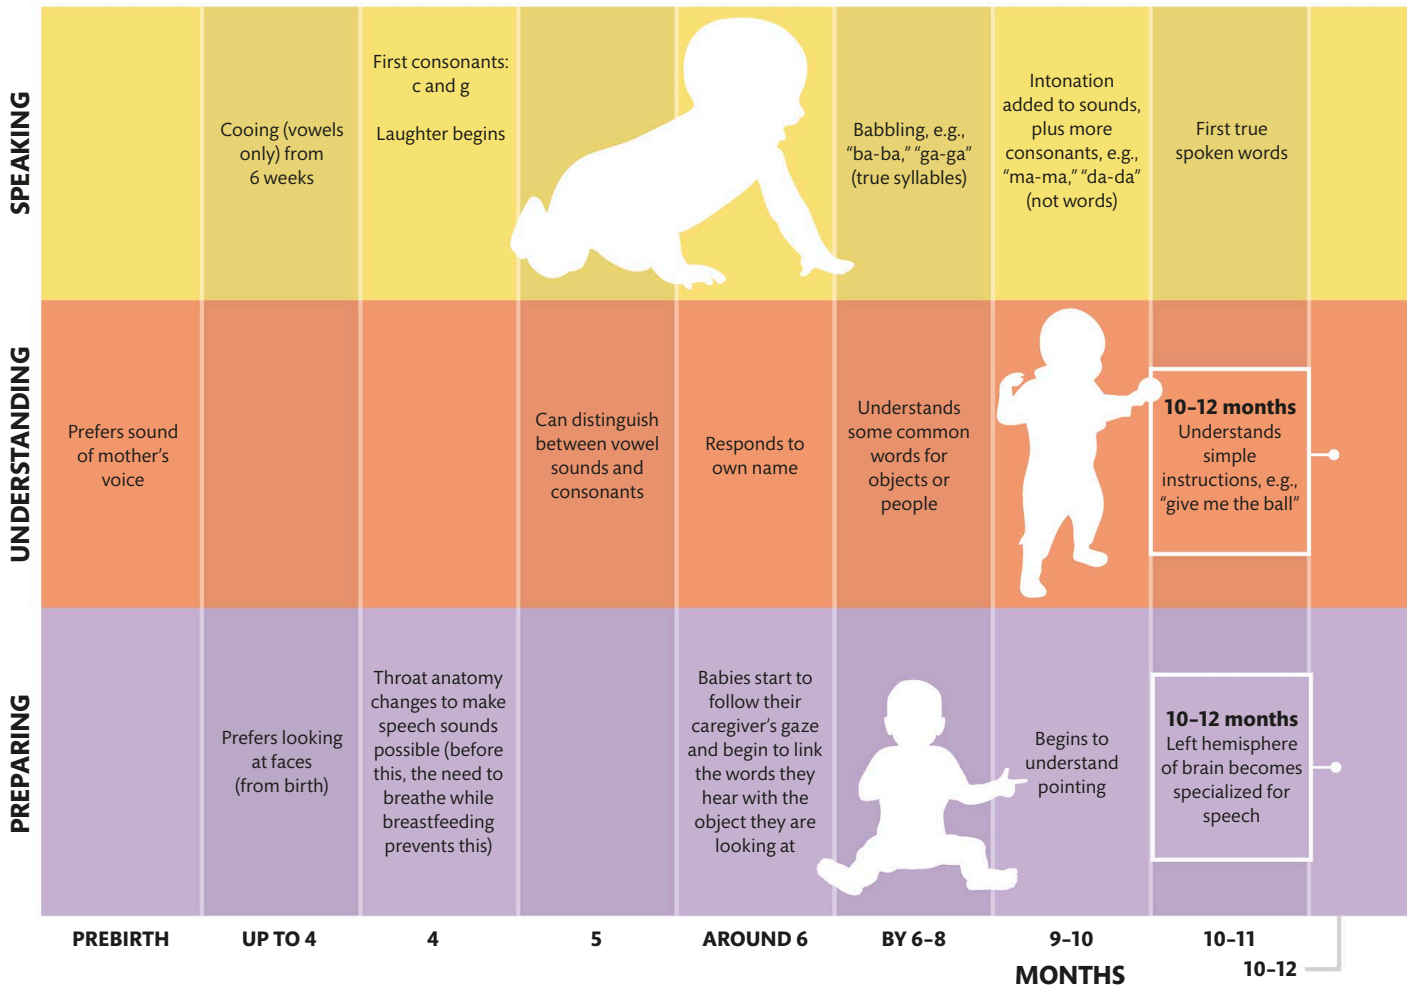 SPEAKING
Cooing (vowels
only) from
6 weeks
First consonants:
c and g
Laughter begins
Babbling, e.g.,
“ba-ba,” “ga-ga”
(true syllables)
Intonation
added to sounds,
plus more
consonants, e.g.,
“ma-ma,” “da-da”
(not words)
First true
spoken words
UNDERSTANDING
Prefers sound
of mother’s
voice
Can distinguish
between vowel
sounds and
consonants
Responds to
own name
Understands
some common
words for
objects or
people
10–12 months
Understands
simple
instructions, e.g.,
“give me the ball”
PREPARING
Prefers looking
at faces
(from birth)
Throat anatomy
changes to make
speech sounds
possible (before
this, the need to
breathe while
breastfeeding
prevents this)
Babies start to
follow their
caregiver’s gaze
and begin to link
the words they
hear with the
object they are
looking at
Begins to
understand
pointing
10–12 months
Left hemisphere
of brain becomes
specialized for
speech
PREBIRTH
UP TO 4
4
5
AROUND 6
BY 6–8
9–10
10–11
10–12
MONTHS